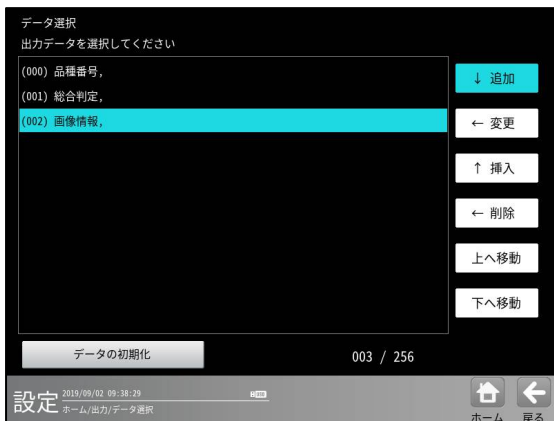 データ選択
出力データを選択してください
(000) 品種番号,
(001) 総合判定,
(002) 画像情報,
↓ 追加
← 変更
↑ 挿入
← 削除
上へ移動
下へ移動
データの初期化
003 / 256
設定
2019/09/02 09:38:29
ホーム/出力/データ選択
ホーム
戻る